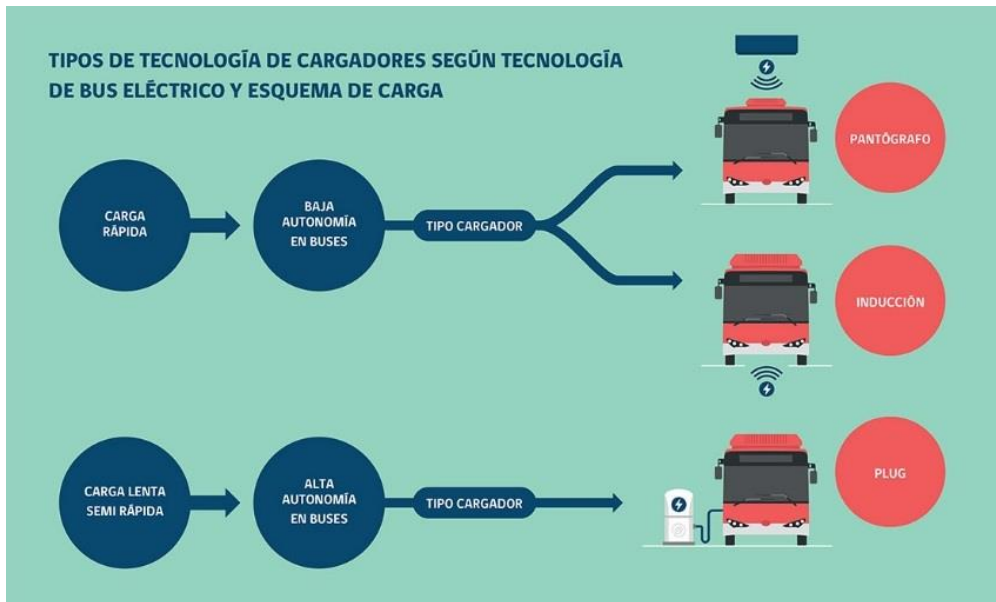 TIPOS DE TECNOLOGÍA DE CARGADORES SEGÚN TECNOLOGÍA
DE BUS ELÉCTRICO Y ESQUEMA DE CARGA
CARGA
RÁPIDA
BAJA
AUTONOMÍA
EN BUSES
TIPO CARGADOR
PANTÓGRAFO
INDUCCIÓN
CARGA LENTA
SEMI RÁPIDA
ALTA
AUTONOMÍA
EN BUSES
TIPO CARGADOR
PLUG